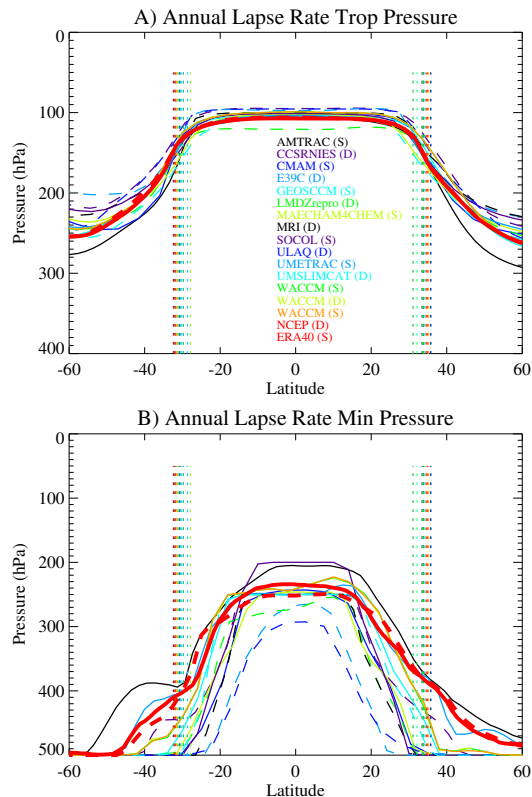 A) Annual Lapse Rate Trop Pressure
0
100
200
300
400
Pressure (hPa)
AMTRAC (S)
CCSRNIES (D)
CMAM (S)
E39C (D)
GEOSCCM (S)
LMDZrepro (D)
MAECHAM4CHEM (S)
MRI (D)
SOCOL (S)
ULAQ (D)
UMETRAC (S)
UMSLIMCAT (D)
WACCM (S)
WACCM (D)
WACCM (S)
NCEP (D)
ERA40 (S)
-60 -40 -20 0 20 40 60
Latitude
B) Annual Lapse Rate Min Pressure
0
100
200
300
400
500
Pressure (hPa)
-60 -40 -20 0 20 40 60
Latitude